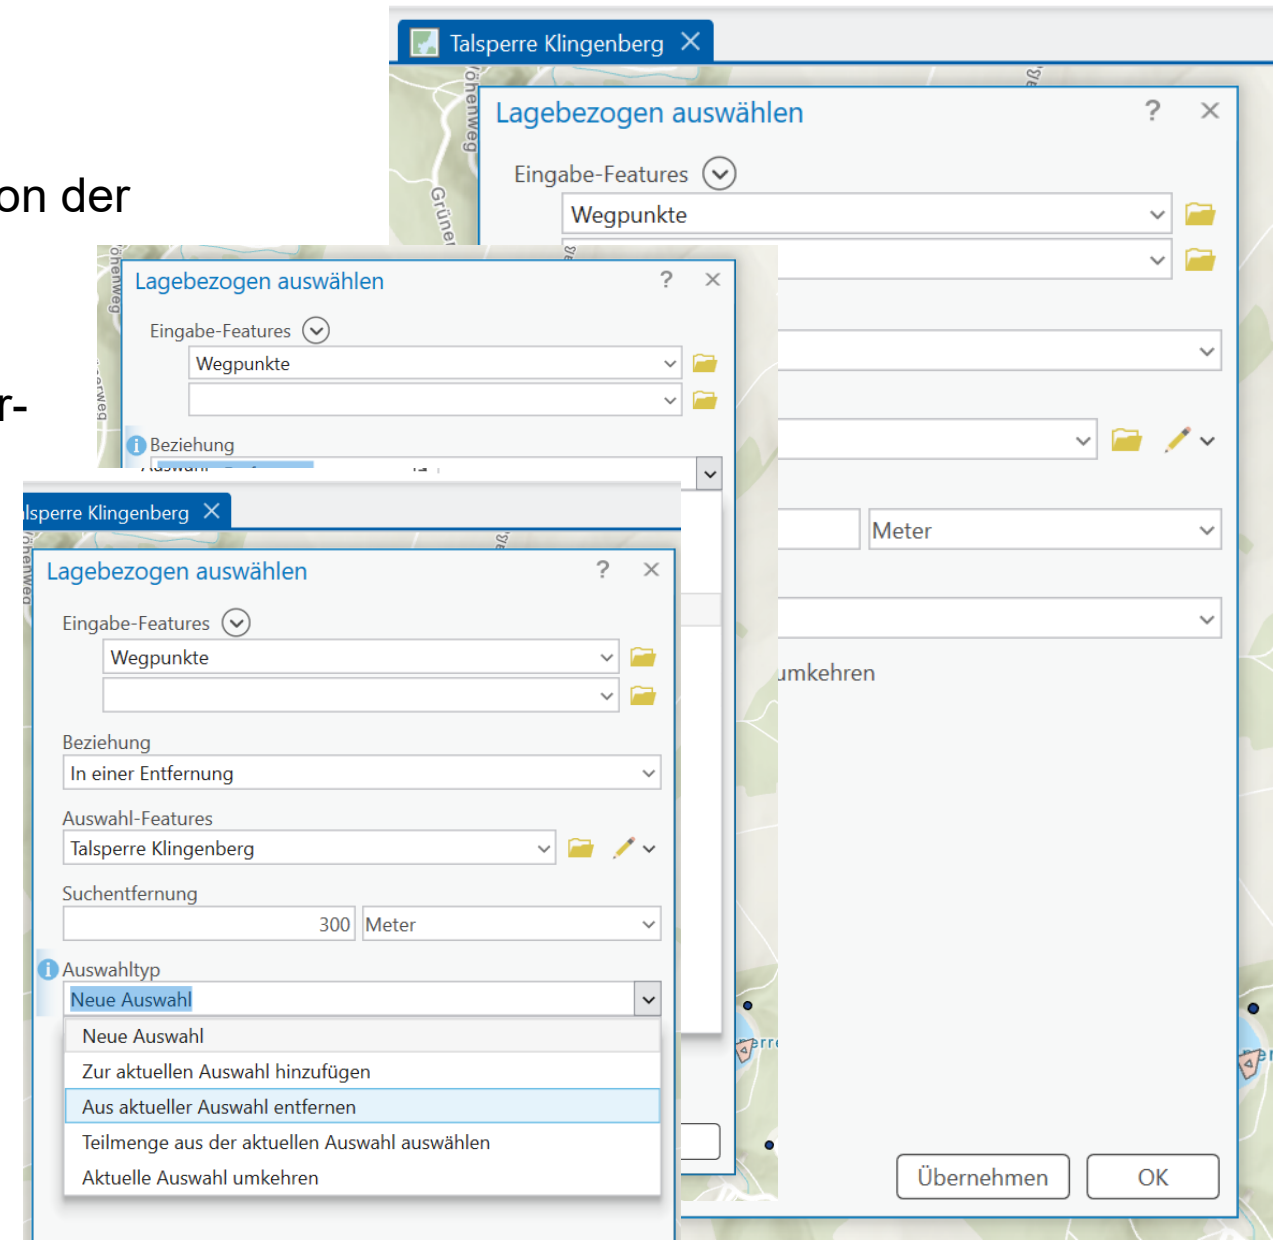 on der
r-
Talsperre Klingenberg
Lagebezogen auswählen ?
Eingabe-Features
Wegpunkte
Meter
umkehren
Übernehmen OK
Höhenweg
Lagebezogen auswählen ?
Eingabe-Features
Wegpunkte
Beziehung
lsperre Klingenberg
Lagebezogen auswählen ?
Eingabe-Features
Wegpunkte
Beziehung
In einer Entfernung
Auswahl-Features
Talsperre Klingenberg
Suchentfernung
300 Meter
Auswahltyp
Neue Auswahl
Neue Auswahl
Zur aktuellen Auswahl hinzufügen
Aus aktueller Auswahl entfernen
Teilmenge aus der aktuellen Auswahl auswählen
Aktuelle Auswahl umkehren